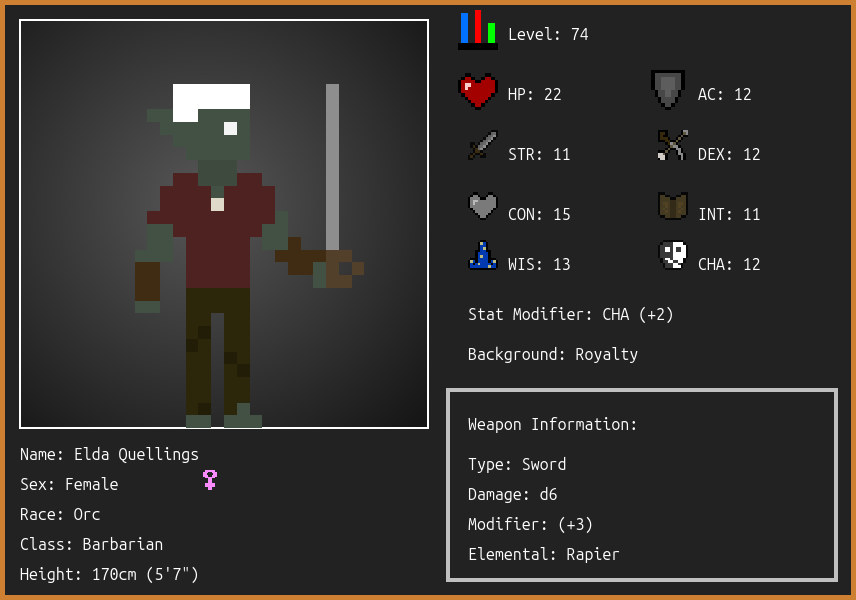 Level: 74
HP: 22
AC: 12
STR: 11
DEX: 12
CON: 15
INT: 11
WIS: 13
CHA: 12
Stat Modifier: CHA (+2)
Background: Royalty
Weapon Information:
Type: Sword
Damage: d6
Modifier: (+3)
Elemental: Rapier
Name: Elda Quellings
Sex: Female
Race: Orc
Class: Barbarian
Height: 170cm (5'7")